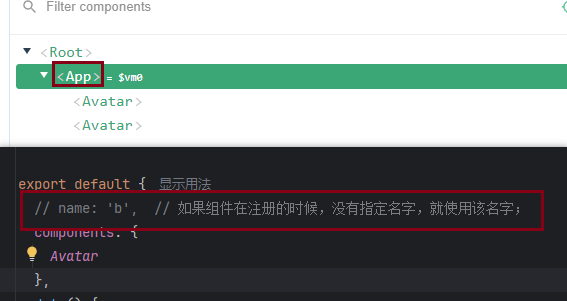 Filter components
<Root>
<App> = $vm0
<Avatar>
<Avatar>
export default { 显示用法
// name: 'b', // 如果组件在注册的时候，没有指定名字，就使用该名字；
components: {
Avatar
},